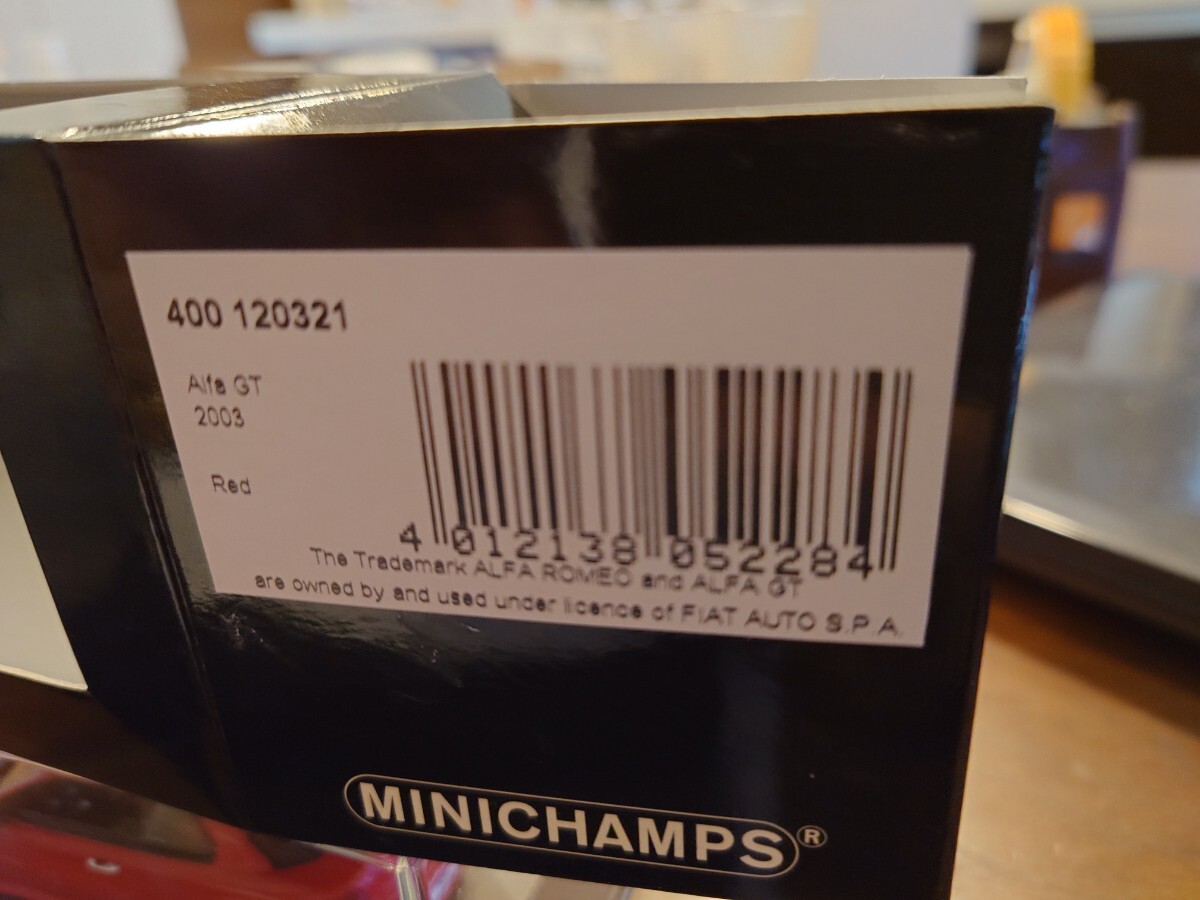 400 120321
Alfa GT
2003
Red
4 012138 052284
The Trademark ALFA ROMEO and ALFA GT
are owned by and used under licence of FIAT AUTO S.P.A.
MINICHAMPS®